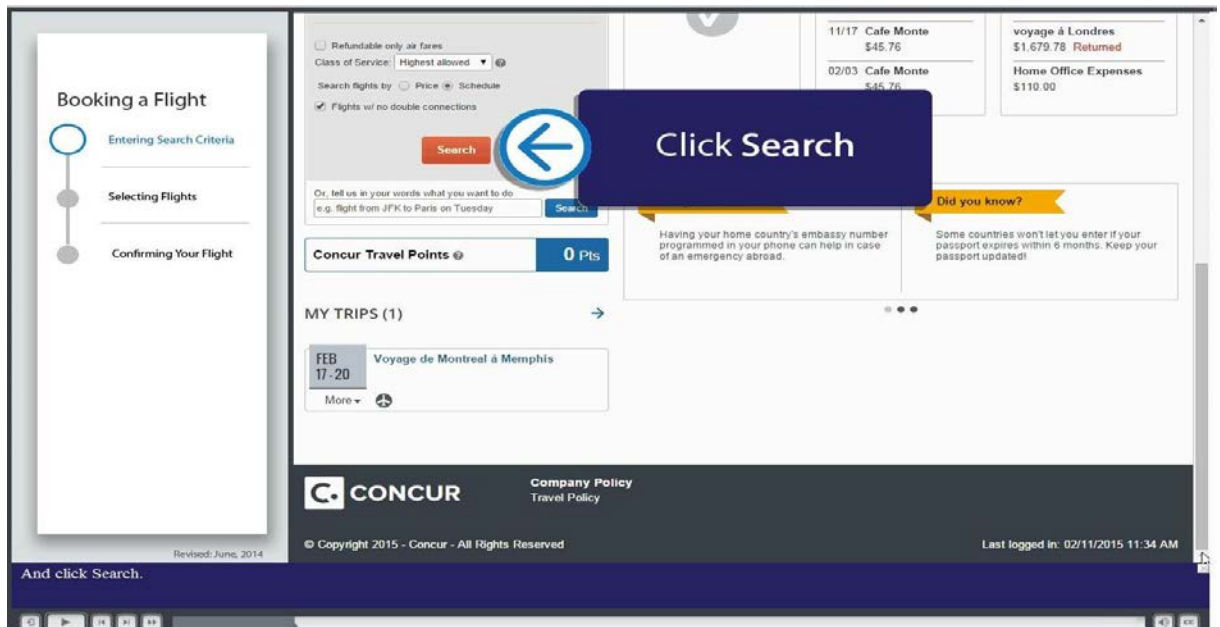 Booking a Flight
Entering Search Criteria
Selecting Flights
Confirming Your Flight
Revised: June, 2014
Refundable only air fares
Class of Service: Highest allowed
Search flights by Price Schedule
Flights w/ no double connections
Search
Click Search
Or, tell us in your words what you want to do
e.g. flight from JFK to Paris on Tuesday
Search
Concur Travel Points
0 Pts
MY TRIPS (1)
FEB
17 - 20
Voyage de Montreal á Memphis
More
11/17 Cafe Monte
$45.76
02/03 Cafe Monte
$45.76
voyage á Londres
$1,679.78 Returned
Home Office Expenses
$110.00
Having your home country's embassy number
programmed in your phone can help in case
of an emergency abroad.
Did you know?
Some countries won't let you enter if your
passport expires within 6 months. Keep your
passport updated!
C. CONCUR
Company Policy
Travel Policy
© Copyright 2015 - Concur - All Rights Reserved
Last logged in: 02/11/2015 11:34 AM
And click Search.
CC